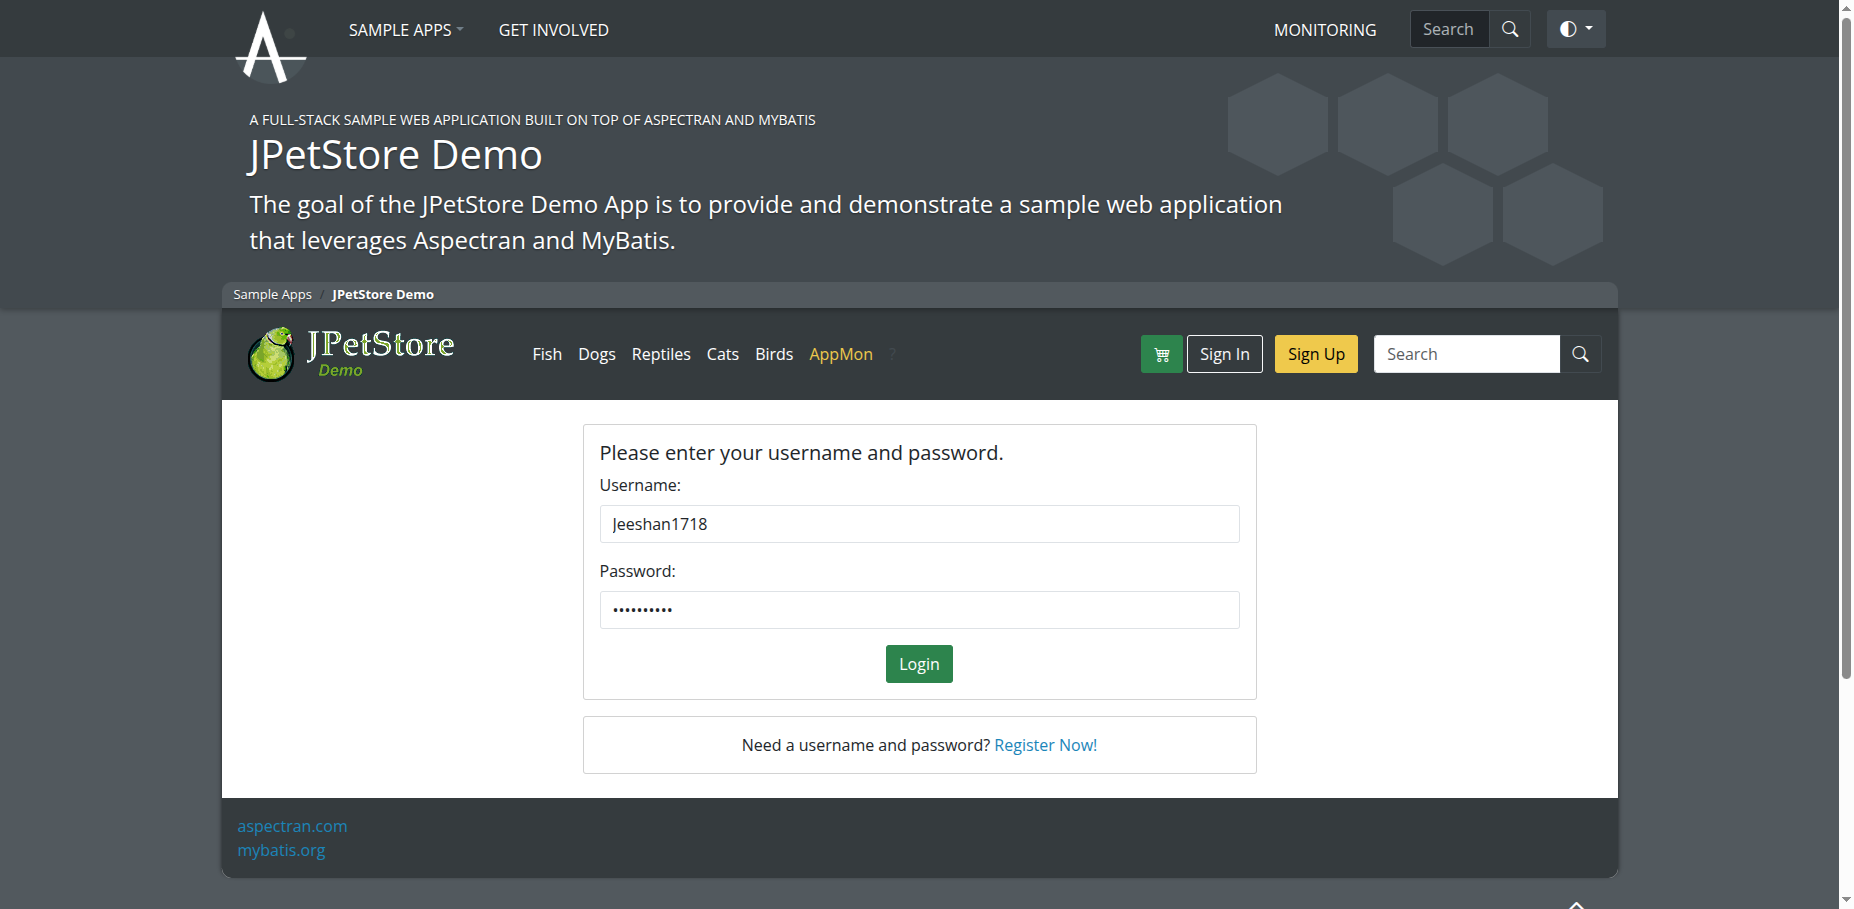 SAMPLE APPS GET INVOLVED MONITORING Search
A FULL-STACK SAMPLE WEB APPLICATION BUILT ON TOP OF ASPECTRAN AND MYBATIS
JPetStore Demo
The goal of the JPetStore Demo App is to provide and demonstrate a sample web application
that leverages Aspectran and MyBatis.
Sample Apps / JPetStore Demo
JPetStore
Demo
Fish Dogs Reptiles Cats Birds AppMon ? Sign In Sign Up Search
Please enter your username and password.
Username:
Jeeshan1718
Password:
••••••••••
Login
Need a username and password? Register Now!
aspectran.com
mybatis.org